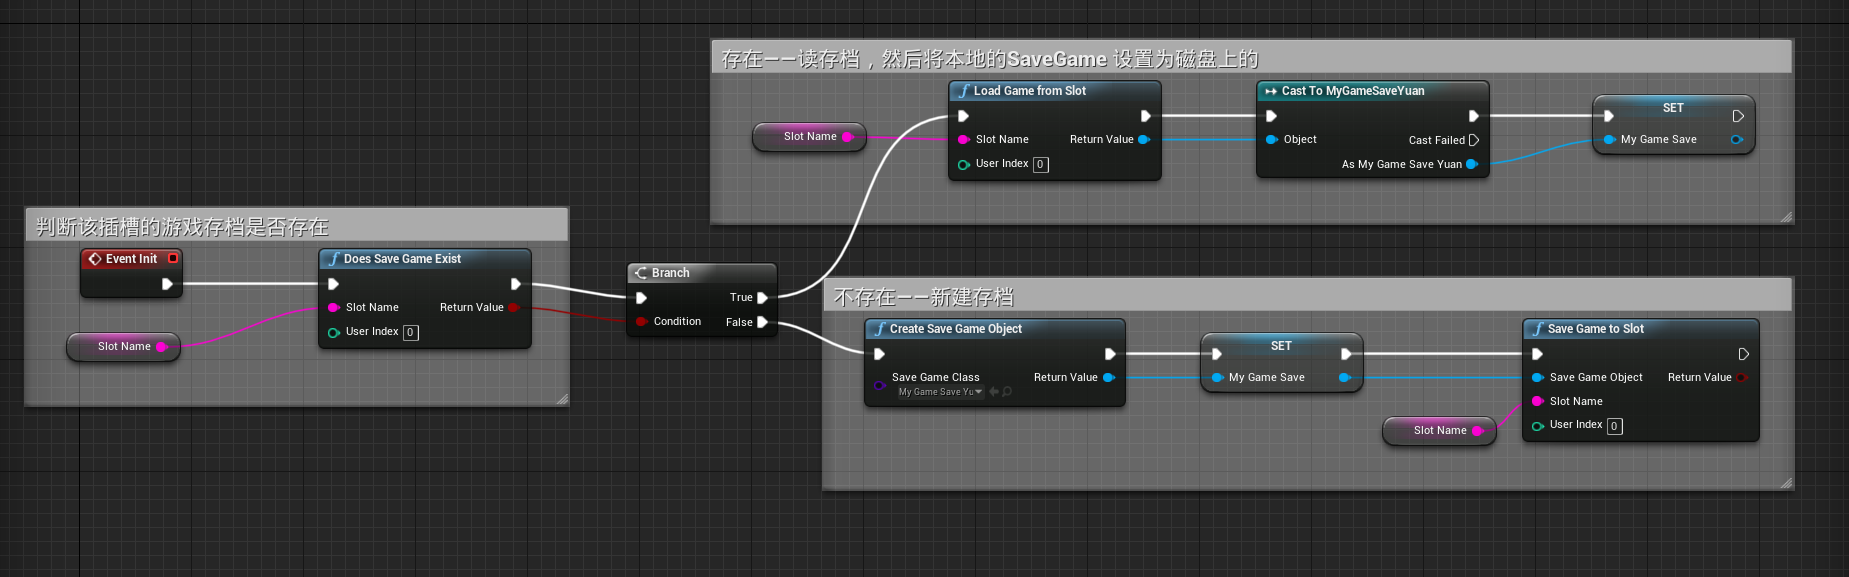 存在——读存档，然后将本地的SaveGame 设置为磁盘上的
Load Game from Slot
Slot Name
Slot Name
Return Value
User Index 0
Cast To MyGameSaveYuan
Object
Cast Failed
As My Game Save Yuan
SET
My Game Save
判断该插槽的游戏存档是否存在
Event Init
Does Save Game Exist
Slot Name
Return Value
User Index 0
Slot Name
Branch
True
Condition
False
不存在——新建存档
Create Save Game Object
Save Game Class
Return Value
My Game Save Yu
SET
My Game Save
Save Game to Slot
Save Game Object
Return Value
Slot Name
User Index 0
Slot Name